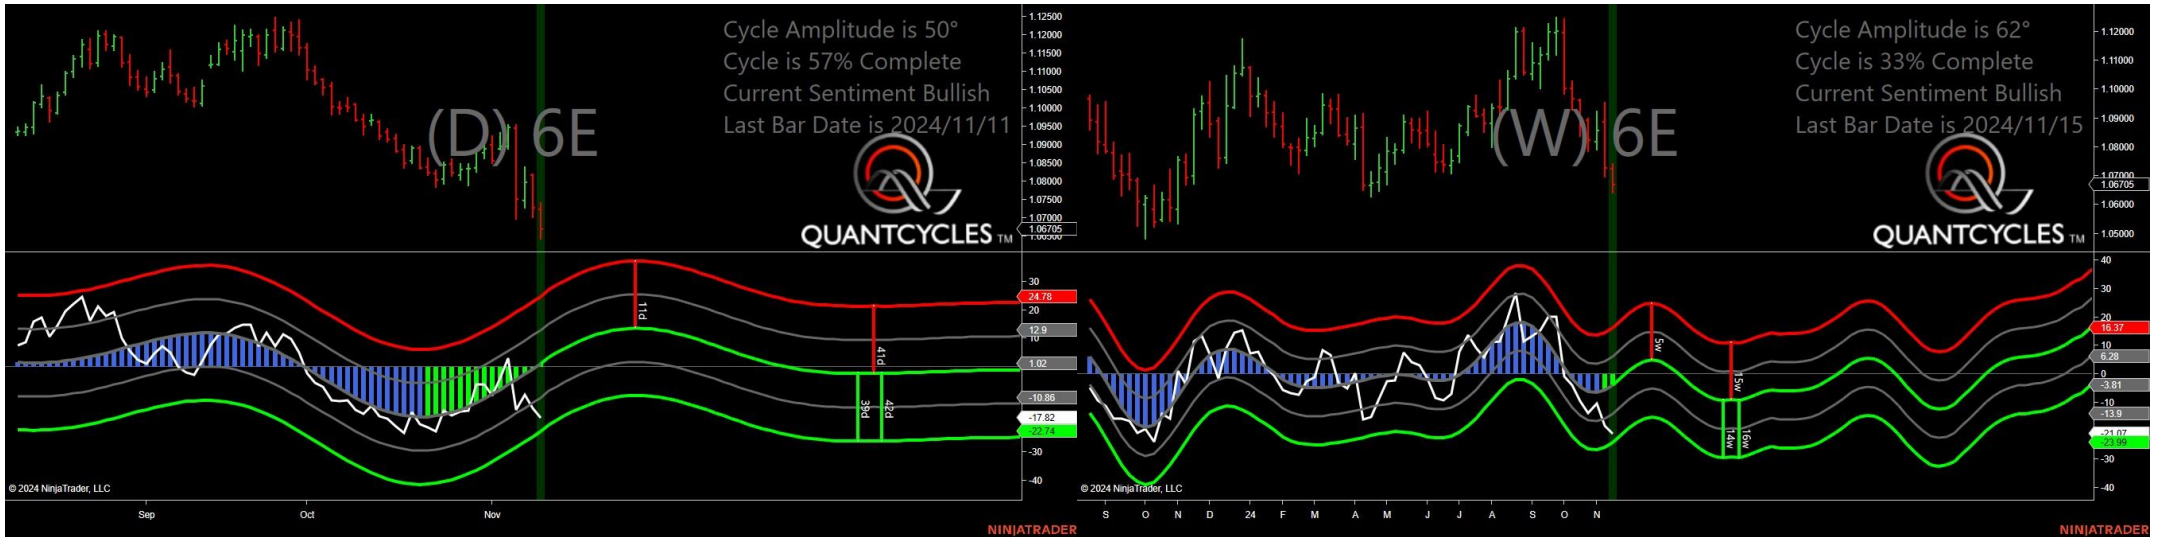 Cycle Amplitude is 50°
Cycle is 57% Complete
Current Sentiment Bullish
Last Bar Date is 2024/11/11
(D) 6E
QUANTCYCLES TM
1.12500
1.12000
1.11500
1.11000
1.10500
1.10000
1.09500
1.09000
1.08500
1.08000
1.07500
1.07000
1.06705
30
24.78
20
12.9
10
1.02
-10.86
-17.82
-22.74
-30
-40
11d
41d
39d
42d
© 2024 NinjaTrader, LLC
Sep
Oct
Nov
NINJATRADER
Cycle Amplitude is 62°
Cycle is 33% Complete
Current Sentiment Bullish
Last Bar Date is 2024/11/15
(W) 6E
QUANTCYCLES TM
1.12000
1.11000
1.10000
1.09000
1.08000
1.07000
1.06705
1.06000
1.05000
40
30
20
16.37
10
6.28
0
-3.81
-10
-13.9
-21.07
-23.99
-30
-40
5w
15w
14w
16w
© 2024 NinjaTrader, LLC
S O N D 24 F M A M J J A S O N
NINJATRADER